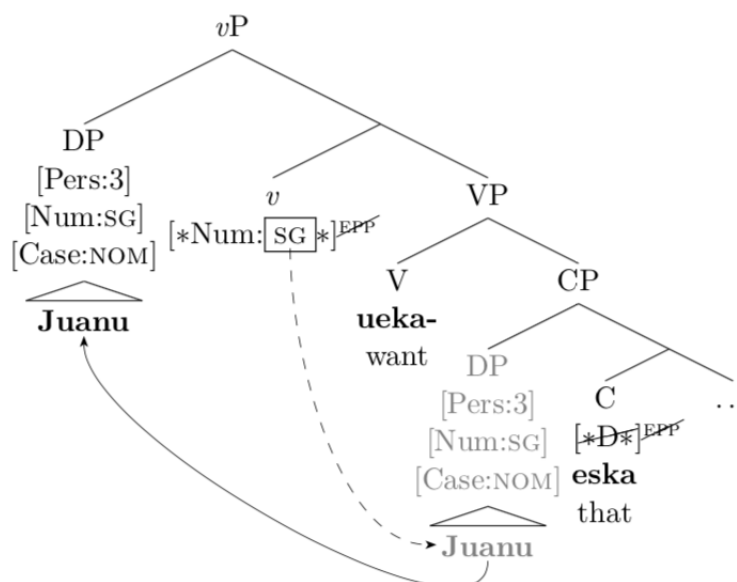 vP
DP
[Pers:3]
[Num:SG]
[Case:NOM]
Juanu
v
[*Num: SG *]EPP
VP
V
ueka-
want
CP
DP
[Pers:3]
[Num:SG]
[Case:NOM]
Juanu
C
[*D*]EPP
eska
that
..